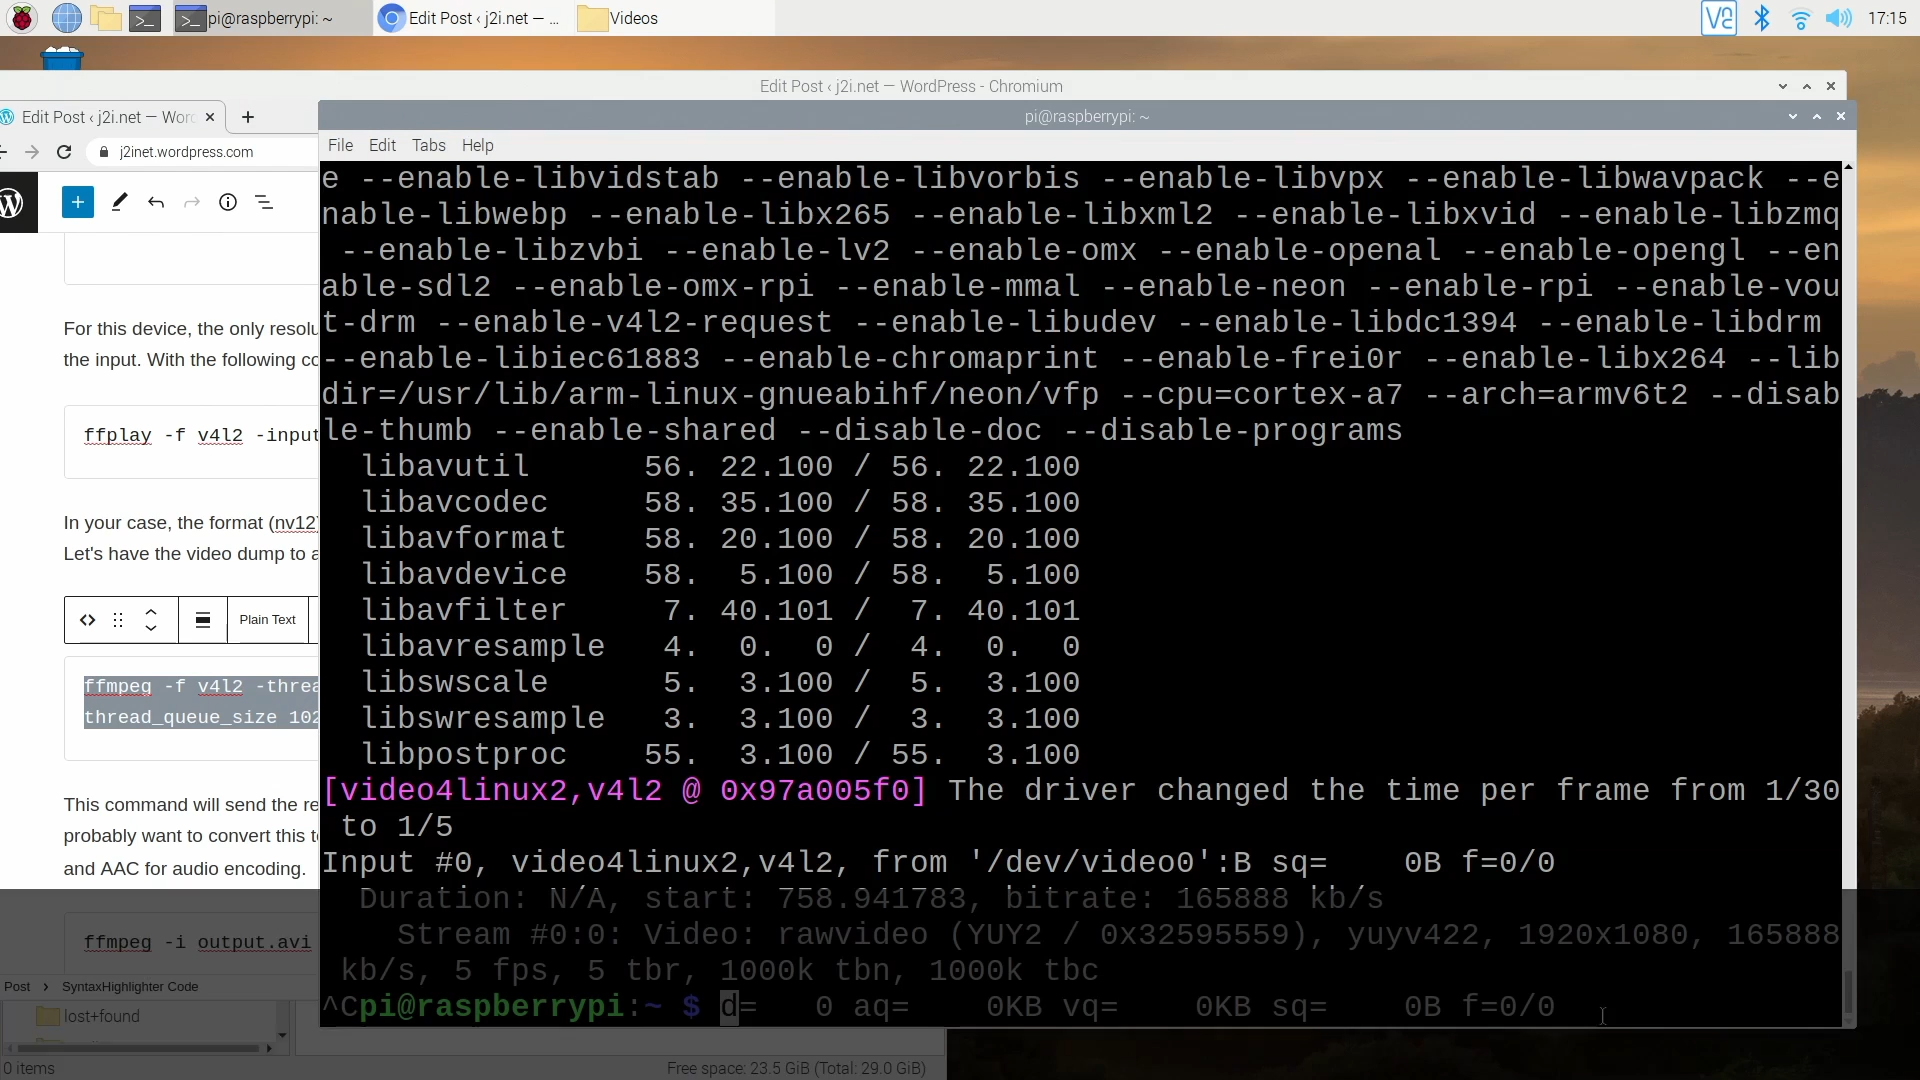 pi@raspberrypi: ~
Edit Post ‹ j2i.net — ...
Videos
17:15
Edit Post ‹ j2i.net — WordPress - Chromium
Edit Post ‹ j2i.net — Worc
pi@raspberrypi: ~
j2inet.wordpress.com
File Edit Tabs Help
e --enable-libvidstab --enable-libvorbis --enable-libvpx --enable-libwavpack --e
nable-libwebp --enable-libx265 --enable-libxml2 --enable-libxvid --enable-libzmq
--enable-libzvbi --enable-lv2 --enable-omx --enable-openal --enable-opengl --en
able-sdl2 --enable-omx-rpi --enable-mmal --enable-neon --enable-rpi --enable-vou
t-drm --enable-v4l2-request --enable-libudev --enable-libdc1394 --enable-libdrm
--enable-libiec61883 --enable-chromaprint --enable-frei0r --enable-libx264 --lib
dir=/usr/lib/arm-linux-gnueabihf/neon/vfp --cpu=cortex-a7 --arch=armv6t2 --disab
le-thumb --enable-shared --disable-doc --disable-programs
libavutil 56. 22.100 / 56. 22.100
libavcodec 58. 35.100 / 58. 35.100
libavformat 58. 20.100 / 58. 20.100
libavdevice 58. 5.100 / 58. 5.100
libavfilter 7. 40.101 / 7. 40.101
libavresample 4. 0. 0 / 4. 0. 0
libswscale 5. 3.100 / 5. 3.100
libswresample 3. 3.100 / 3. 3.100
libpostproc 55. 3.100 / 55. 3.100
[video4linux2,v4l2 @ 0x97a005f0] The driver changed the time per frame from 1/30
to 1/5
Input #0, video4linux2,v4l2, from '/dev/video0':B sq= 0B f=0/0
Duration: N/A, start: 758.941783, bitrate: 165888 kb/s
Stream #0:0: Video: rawvideo (YUY2 / 0x32595559), yuyv422, 1920x1080, 165888
kb/s, 5 fps, 5 tbr, 1000k tbn, 1000k tbc
^Cpi@raspberrypi:~ $ d= 0 aq= 0KB vq= 0KB sq= 0B f=0/0
For this device, the only resolu
the input. With the following co
ffplay -f v4l2 -input
In your case, the format (nv12
Let's have the video dump to a
Plain Text
ffmpeg -f v4l2 -threa
thread_queue_size 102
This command will send the re
probably want to convert this t
and AAC for audio encoding.
ffmpeg -i output.avi
Post › SyntaxHighlighter Code
lost+found
0 items
Free space: 23.5 GiB (Total: 29.0 GiB)